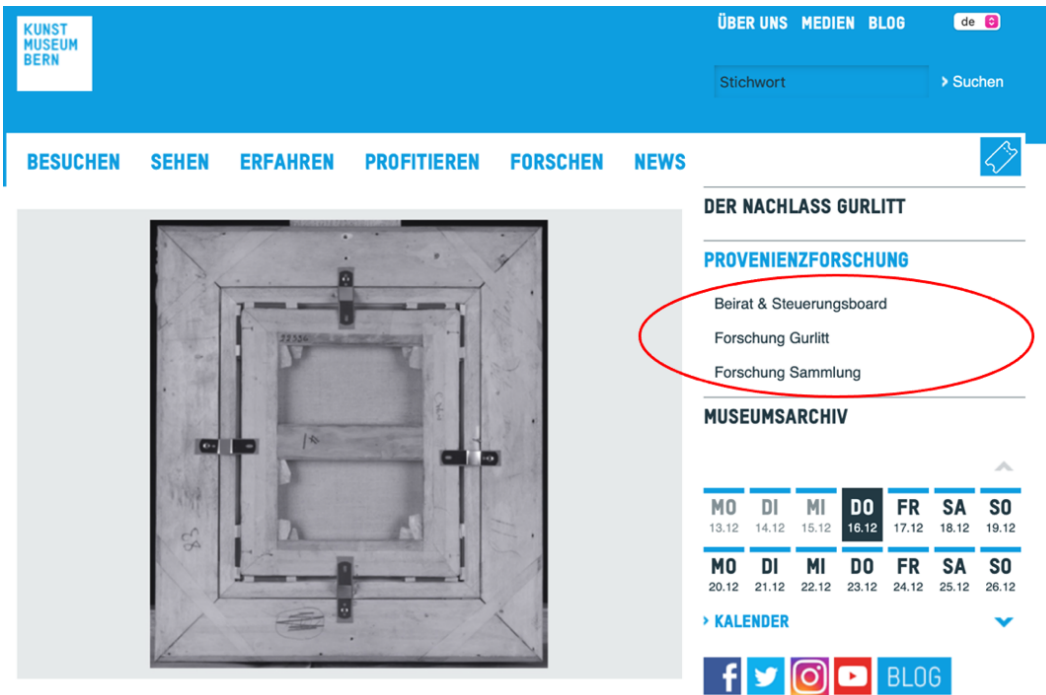 KUNST
MUSEUM
BERN
ÜBER UNS MEDIEN BLOG de
Stichwort › Suchen
BESUCHEN SEHEN ERFAHREN PROFITIEREN FORSCHEN NEWS
DER NACHLASS GURLITT
PROVENIENZFORSCHUNG
Beirat & Steuerungsboard
Forschung Gurlitt
Forschung Sammlung
MUSEUMSARCHIV
MO DI MI DO FR SA SO
13.12 14.12 15.12 16.12 17.12 18.12 19.12
MO DI MI DO FR SA SO
20.12 21.12 22.12 23.12 24.12 25.12 26.12
› KALENDER
BLOG
83